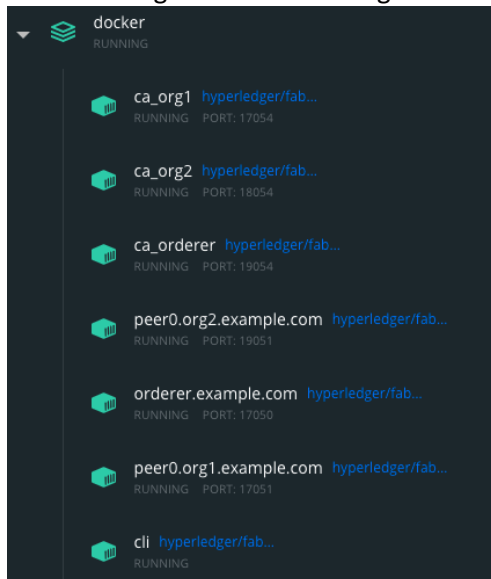 docker
RUNNING
ca_org1 hyperledger/fab...
RUNNING PORT: 17054
ca_org2 hyperledger/fab...
RUNNING PORT: 18054
ca_orderer hyperledger/fab...
RUNNING PORT: 19054
peer0.org2.example.com hyperledger/fab...
RUNNING PORT: 19051
orderer.example.com hyperledger/fab...
RUNNING PORT: 17050
peer0.org1.example.com hyperledger/fab...
RUNNING PORT: 17051
cli hyperledger/fab...
RUNNING